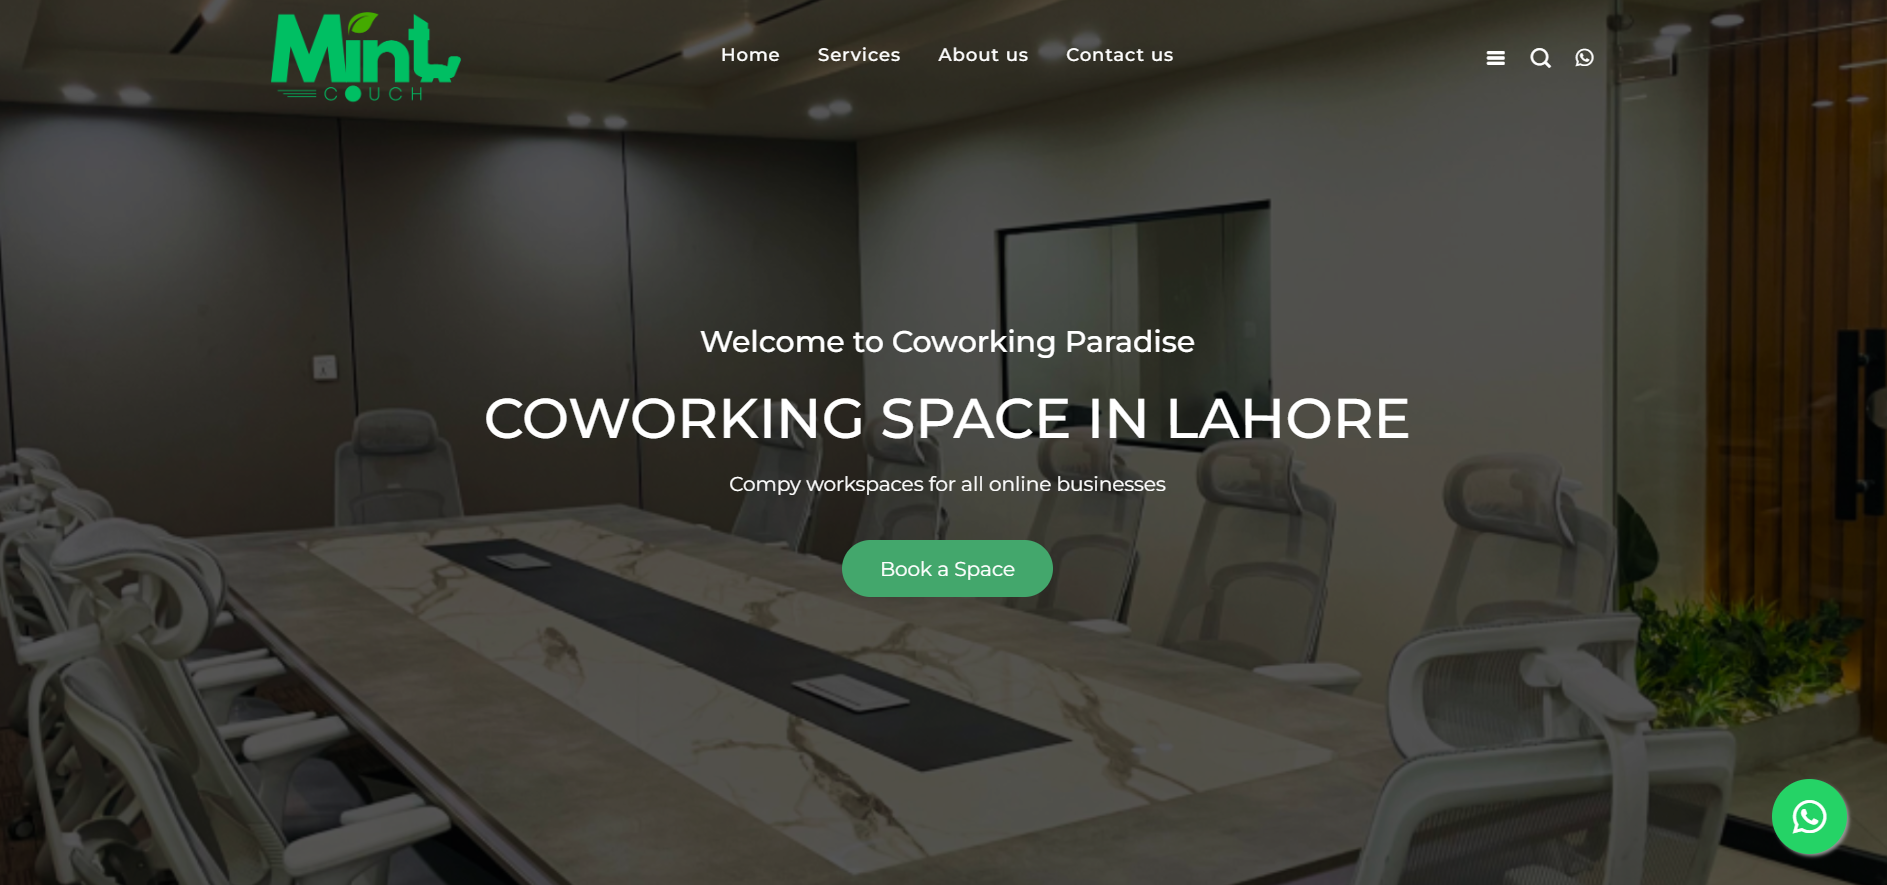 Mint
COUCH
Home Services About us Contact us
Welcome to Coworking Paradise
COWORKING SPACE IN LAHORE
Compy workspaces for all online businesses
Book a Space